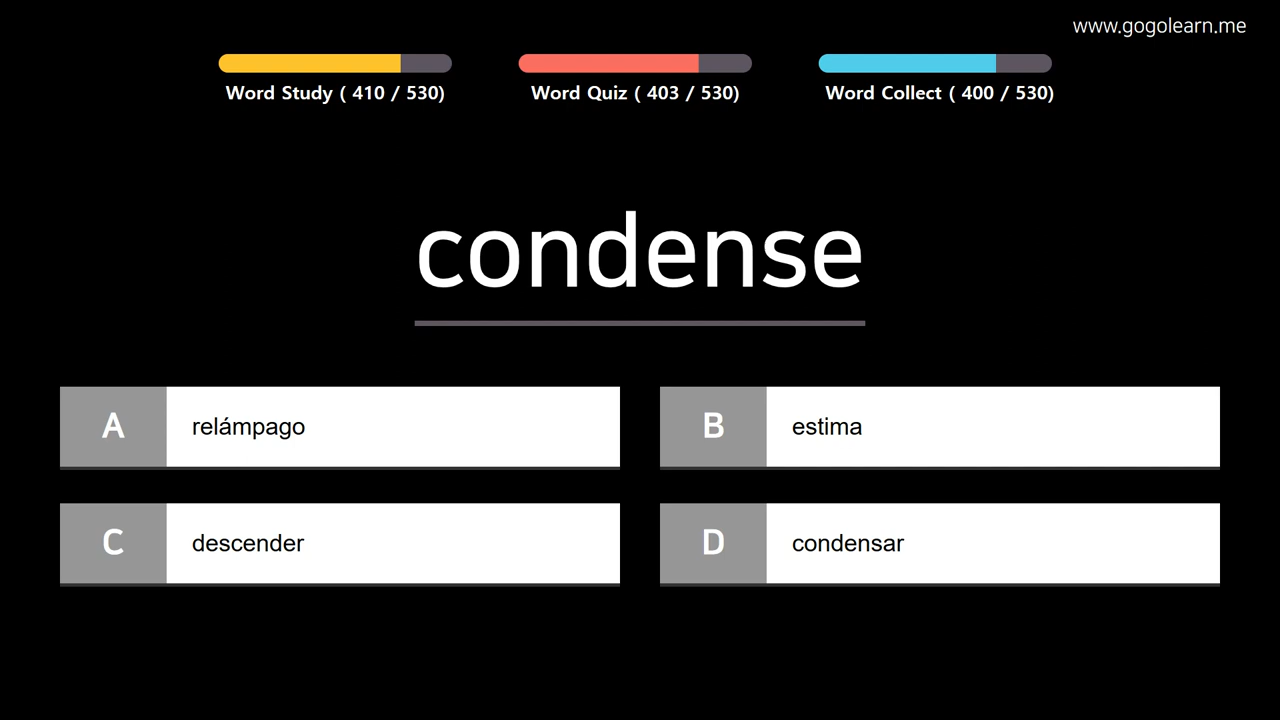 www.gogolearn.me
Word Study ( 410 / 530)
Word Quiz ( 403 / 530)
Word Collect ( 400 / 530)
condense
A relámpago
B estima
C descender
D condensar